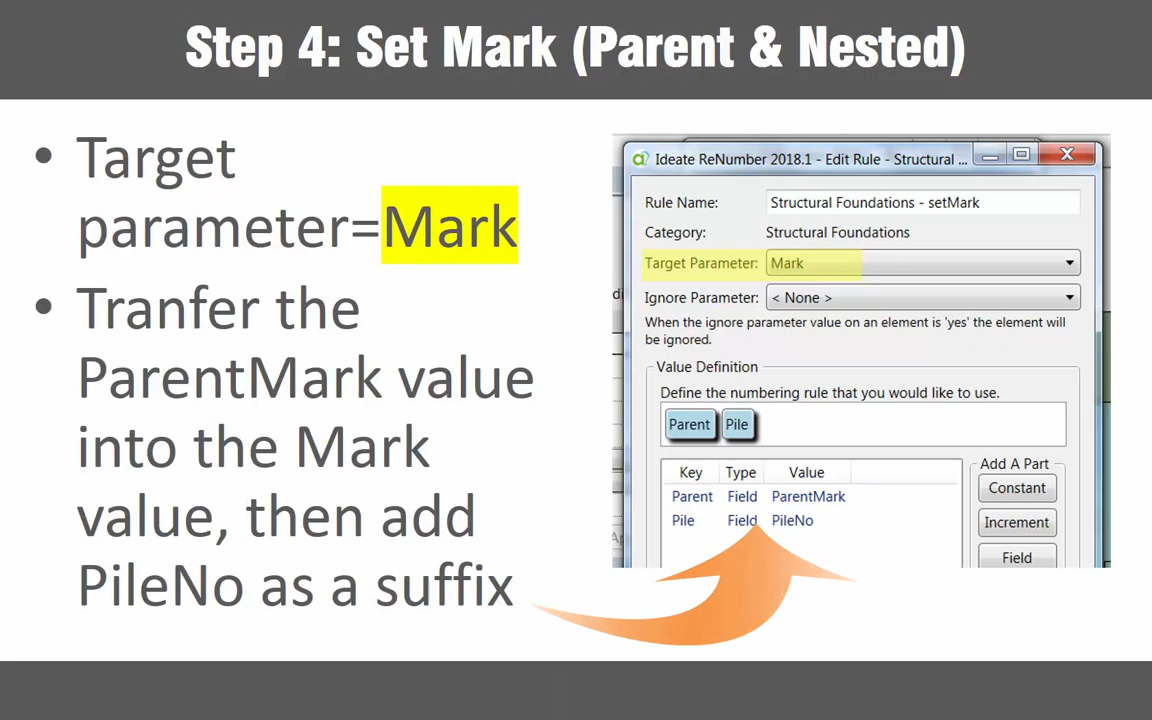 Step 4: Set Mark (Parent & Nested)
• Target
parameter=Mark
• Tranfer the
ParentMark value
into the Mark
value, then add
PileNo as a suffix
Ideate ReNumber 2018.1 - Edit Rule - Structural ...
Rule Name: Structural Foundations - setMark
Category: Structural Foundations
Target Parameter: Mark
Ignore Parameter: < None >
When the ignore parameter value on an element is 'yes' the element will
be ignored.
Value Definition
Define the numbering rule that you would like to use.
Parent Pile
Key Type Value
Parent Field ParentMark
Pile Field PileNo
Add A Part
Constant
Increment
Field